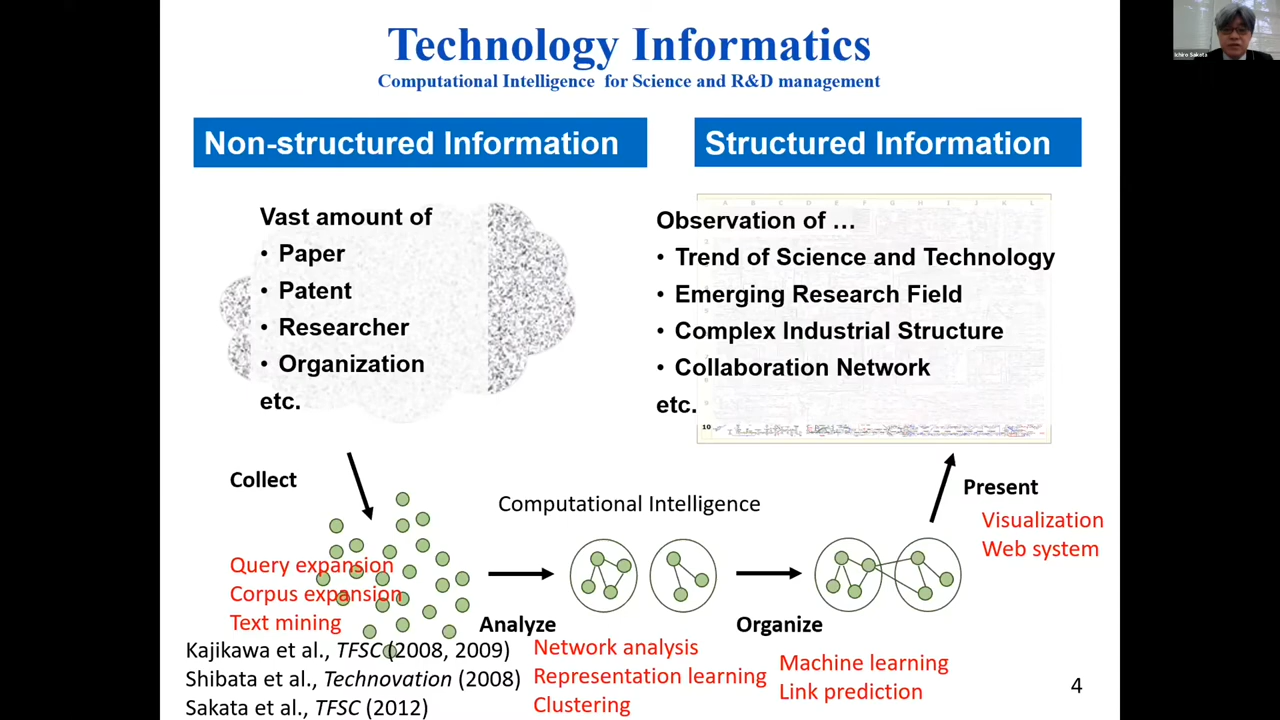 Technology Informatics
Computational Intelligence for Science and R&D management
Ichiro Sakata
Non-structured Information
Structured Information
Vast amount of
• Paper
• Patent
• Researcher
• Organization
etc.
Observation of …
• Trend of Science and Technology
• Emerging Research Field
• Complex Industrial Structure
• Collaboration Network
etc.
10
Collect
Query expansion
Corpus expansion
Text mining
Computational Intelligence
Analyze
Network analysis
Representation learning
Clustering
Organize
Machine learning
Link prediction
Present
Visualization
Web system
Kajikawa et al., TFSC (2008, 2009)
Shibata et al., Technovation (2008)
Sakata et al., TFSC (2012)
4